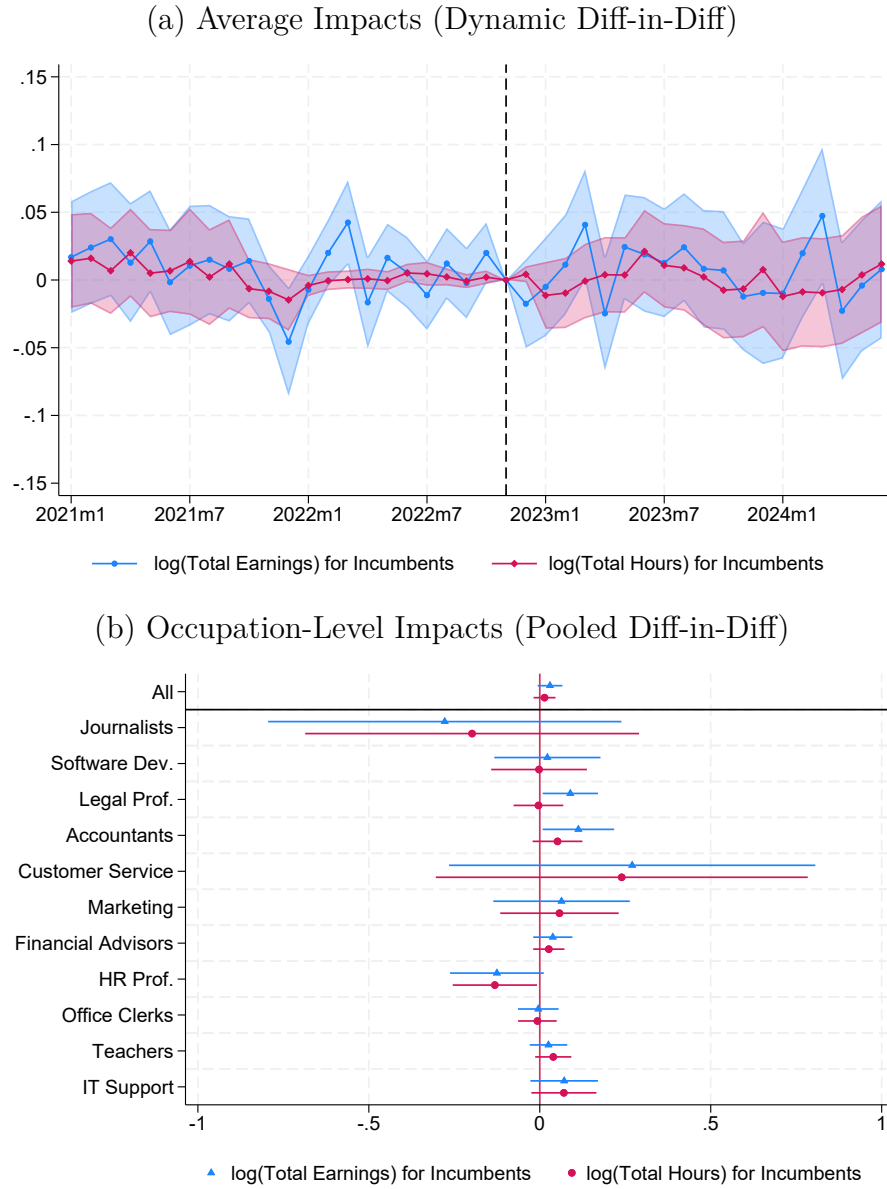 (a) Average Impacts (Dynamic Diff-in-Diff)
.15
.1
.05
0
-.05
-.1
-.15
2021m1 2021m7 2022m1 2022m7 2023m1 2023m7 2024m1
log(Total Earnings) for Incumbents log(Total Hours) for Incumbents
(b) Occupation-Level Impacts (Pooled Diff-in-Diff)
All
Journalists
Software Dev.
Legal Prof.
Accountants
Customer Service
Marketing
Financial Advisors
HR Prof.
Office Clerks
Teachers
IT Support
-1 -.5 0 .5 1
log(Total Earnings) for Incumbents log(Total Hours) for Incumbents